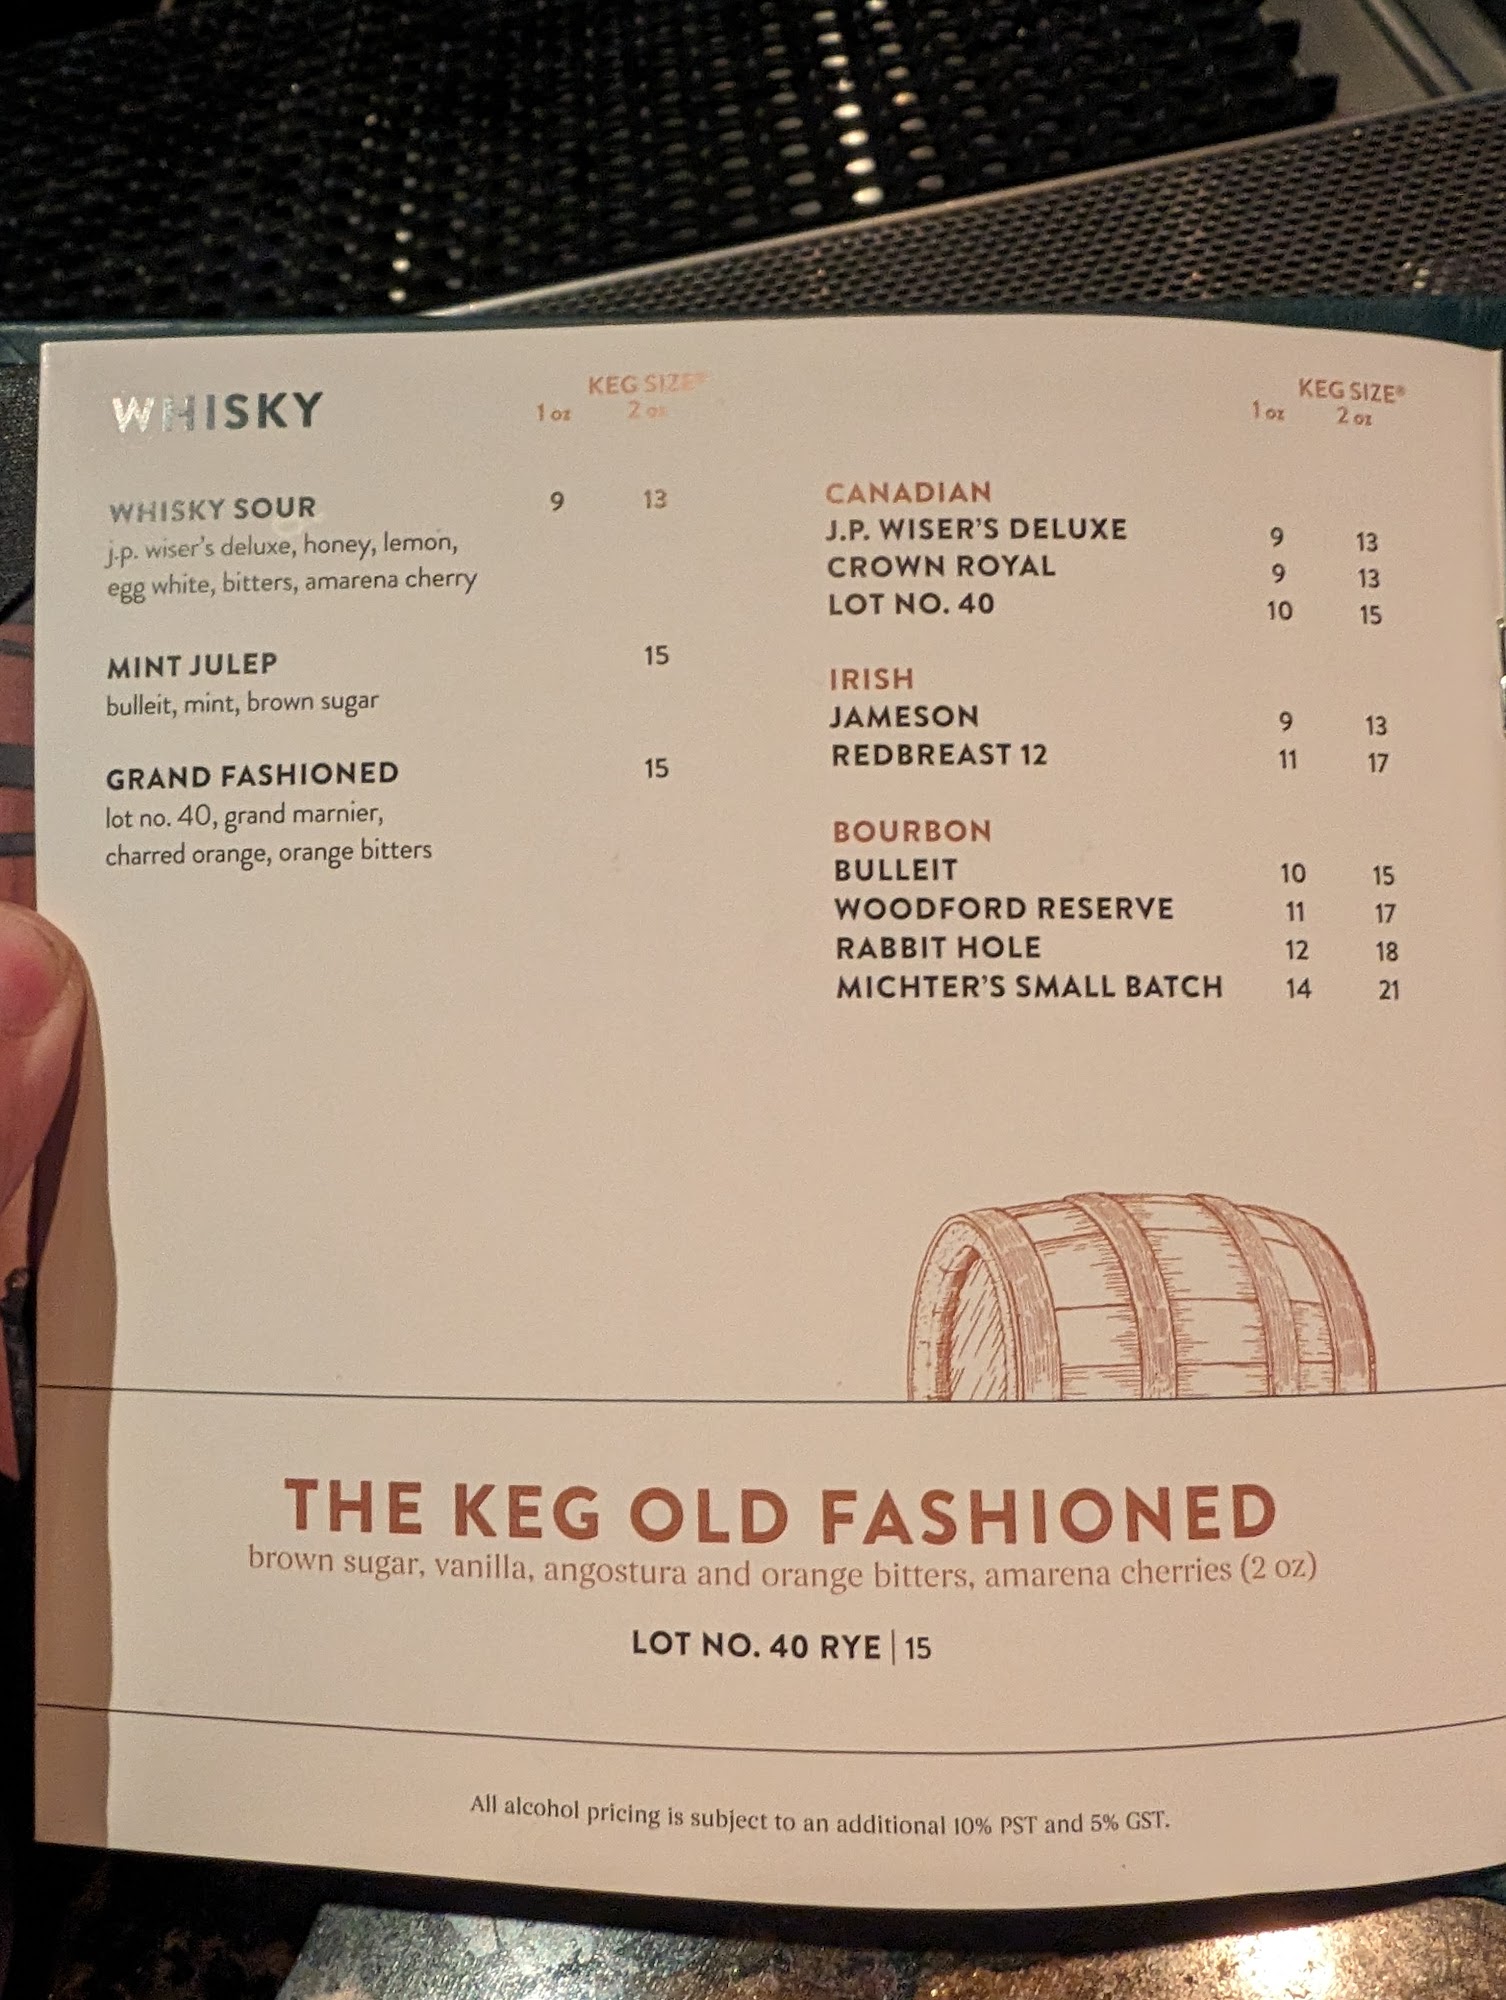 WHISKY
KEG SIZE®
1 oz 2 oz
WHISKY SOUR 9 13
j.p. wiser's deluxe, honey, lemon,
egg white, bitters, amarena cherry
MINT JULEP 15
bulleit, mint, brown sugar
GRAND FASHIONED 15
lot no. 40, grand marnier,
charred orange, orange bitters
KEG SIZE®
1 oz 2 oz
CANADIAN
J.P. WISER'S DELUXE 9 13
CROWN ROYAL 9 13
LOT NO. 40 10 15
IRISH
JAMESON 9 13
REDBREAST 12 11 17
BOURBON
BULLEIT 10 15
WOODFORD RESERVE 11 17
RABBIT HOLE 12 18
MICHTER'S SMALL BATCH 14 21
THE KEG OLD FASHIONED
brown sugar, vanilla, angostura and orange bitters, amarena cherries (2 oz)
LOT NO. 40 RYE | 15
All alcohol pricing is subject to an additional 10% PST and 5% GST.